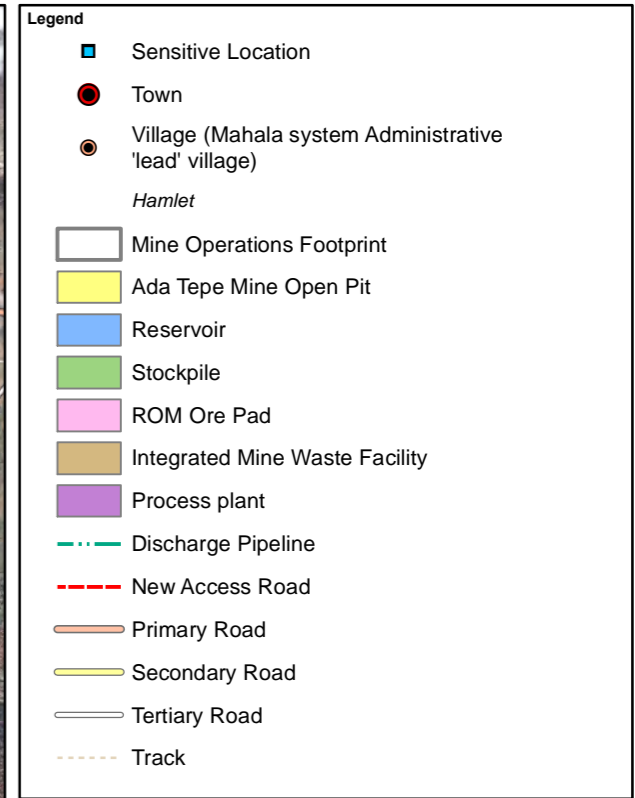 Legend
Sensitive Location
Town
Village (Mahala system Administrative
'lead' village)
Hamlet
Mine Operations Footprint
Ada Tepe Mine Open Pit
Reservoir
Stockpile
ROM Ore Pad
Integrated Mine Waste Facility
Process plant
Discharge Pipeline
New Access Road
Primary Road
Secondary Road
Tertiary Road
Track